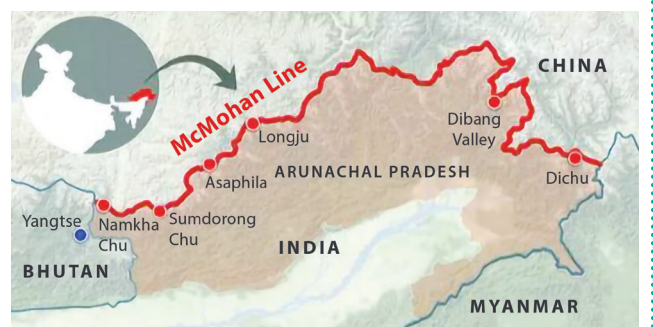 CHINA
McMohan Line
Longju
Dibang
Valley
Asaphila
ARUNACHAL PRADESH
Dichu
Yangtse
Namkha
Chu
Sumdorong
Chu
INDIA
BHUTAN
MYANMAR